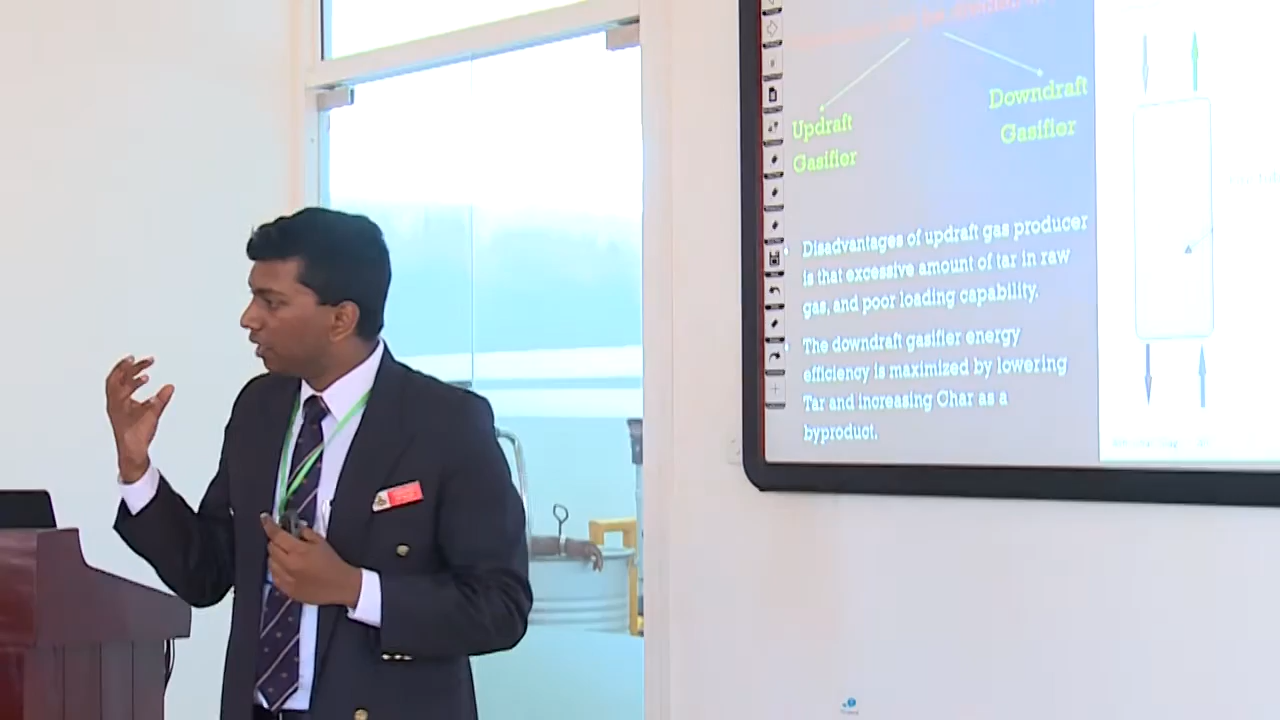 Updraft
Gasifier
Downdraft
Gasifier
Disadvantages of updraft gas producer
is that excessive amount of tar in raw
gas, and poor loading capability.
The downdraft gasifier energy
efficiency is maximized by lowering
Tar and increasing Char as a
byproduct.